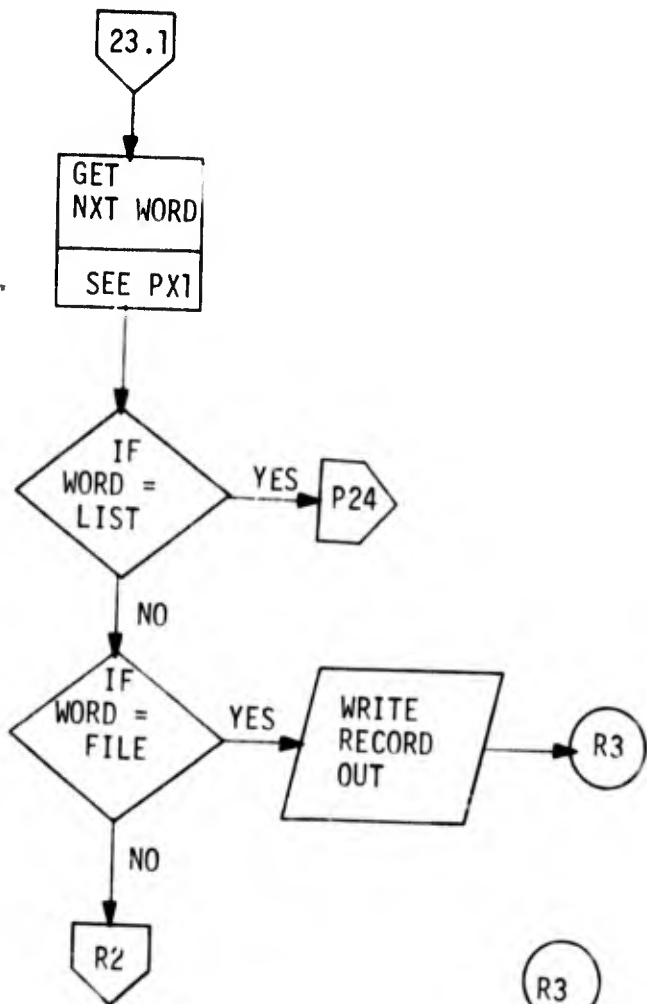 23.1
GET
NXT WORD
SEE PX1
IF
WORD =
LIST
YES
P24
NO
IF
WORD =
FILE
YES
WRITE
RECORD
OUT
R3
NO
R2
R3